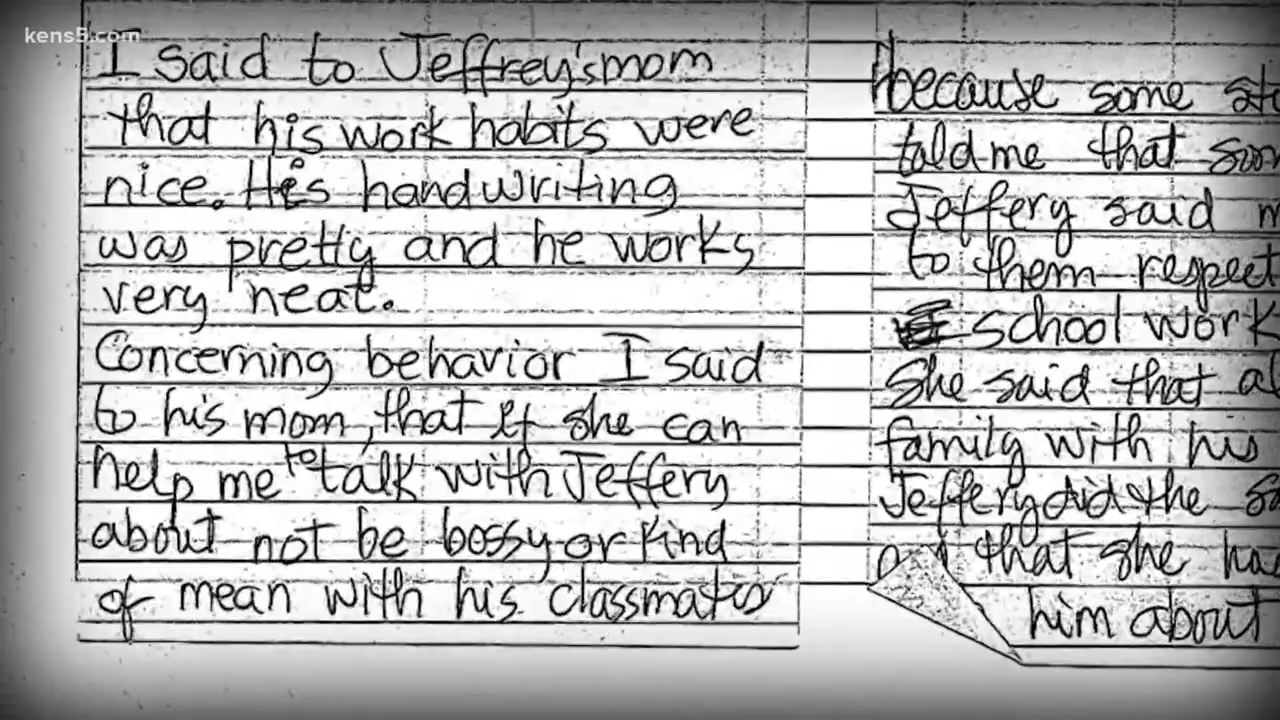 kens5.com
I said to Jeffrey'smom
that his work habits were
nice. His handwriting
was pretty and he works
very neat.
Concerning behavior I said
to his mom, that if she can
help me to talk with Jeffery
about not be bossy or kind
of mean with his classmates
because some
told me that
Jeffery said
to them respect
school work
She said that
family with his
Jeffery did the
that she
him about